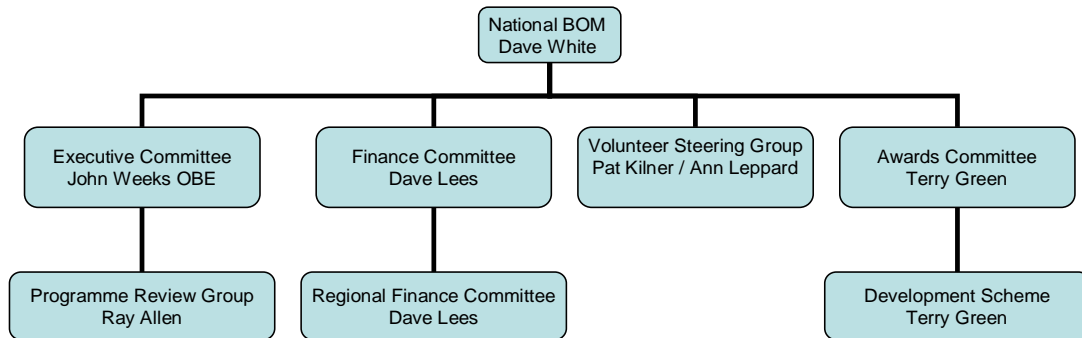 National BOM
Dave White
Executive Committee
John Weeks OBE
Finance Committee
Dave Lees
Volunteer Steering Group
Pat Kilner / Ann Leppard
Awards Committee
Terry Green
Programme Review Group
Ray Allen
Regional Finance Committee
Dave Lees
Development Scheme
Terry Green